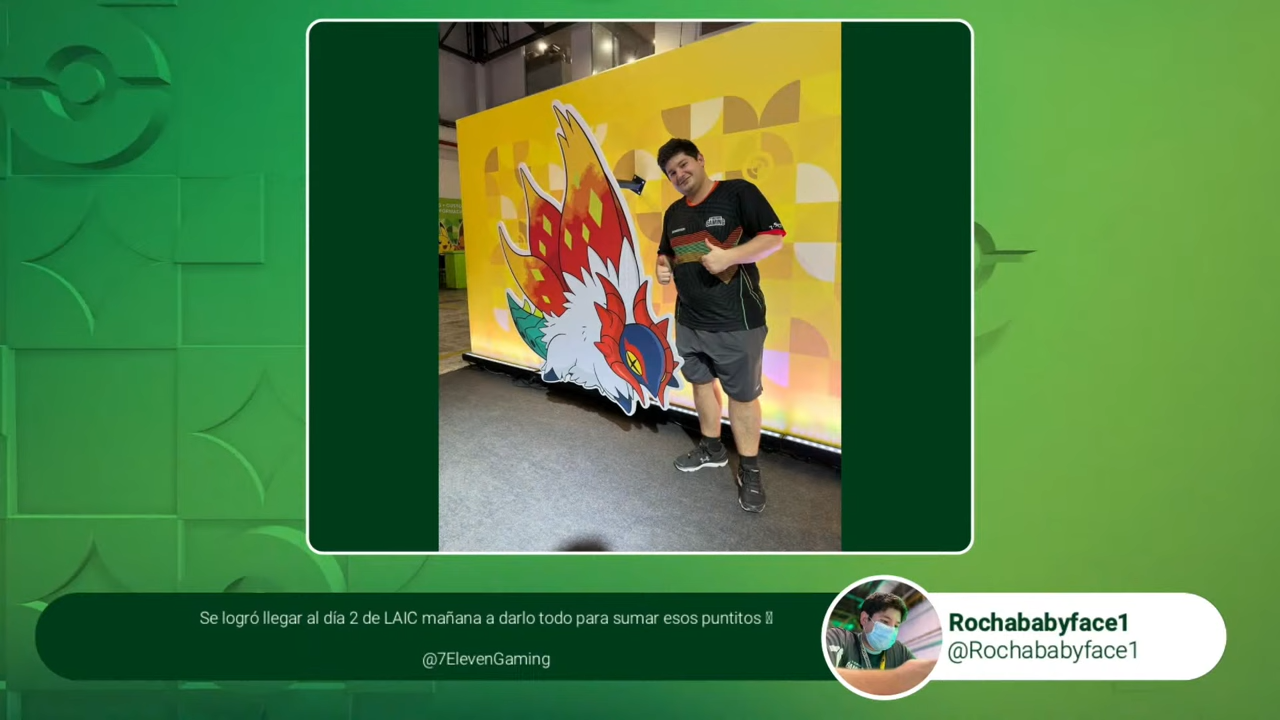 Se logró llegar al día 2 de LAIC mañana a darlo todo para sumar esos puntitos
@7ElevenGaming
Rochababyface1
@Rochababyface1